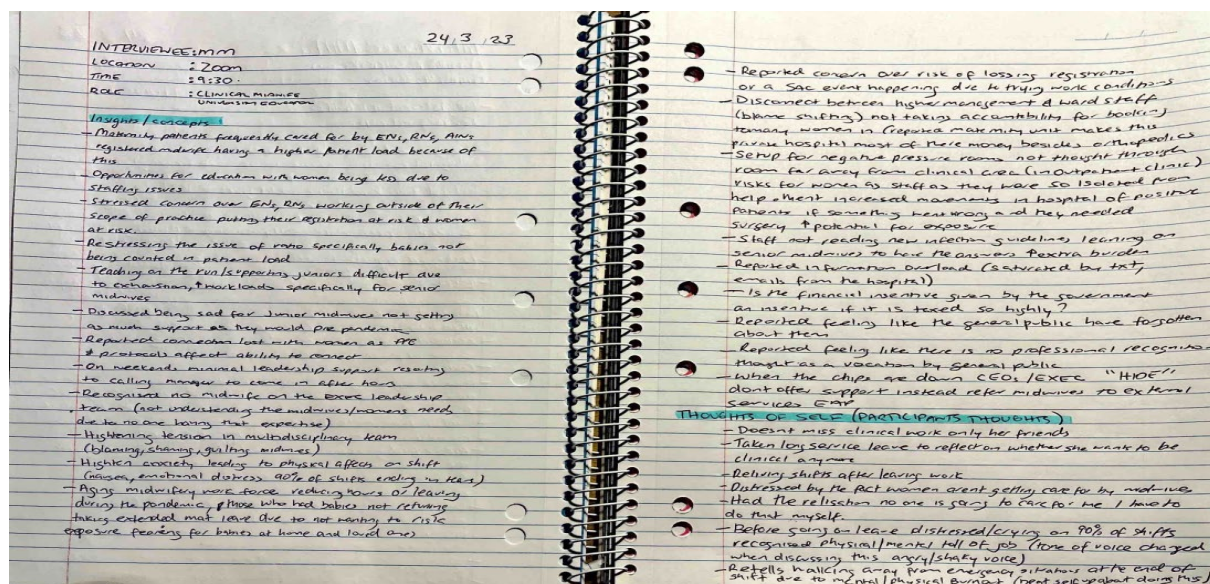 24/3/23
INTERVIEWEE: MM
LOCATION : Zoom
TIME : 9:30.
ROLE : CLINICAL MIDWIFE
UNIVERSITY EDUCATOR
Insights/concepts:
- Maternity patients frequently cared for by ENs, RNs, AINs
registered midwife having a higher patient load because of
this
- Opportunities for education with women being less due to
staffing issues
- Stressed concern over ENs, RNs working outside of their
scope of practice putting their registration at risk & women
at risk.
- Restressing the issue of ratio specifically babies not
being counted in patient load
- Teaching on the run/supporting juniors difficult due
to exhaustion, ↑workloads specifically for senior
midwives
- Discussed being sad for Junior midwives not getting
as much support as they would pre pandemic
- Reported connection lost with women as PPE
& protocols affect ability to connect
- On weekends minimal leadership support resorting
to calling manager to come in after hours
- Recognised no midwife on the exec leadership
team (not understanding the midwives/womens needs
due to no one having that expertise)
- Hightening tension in multidisciplinary team
(blaming, shaming, guilting midwives)
- Highten anxiety leading to physical affects on shift
(nausea, emotional distress 90% of shifts ending in tears)
- Aging midwifery work force reducing hours or leaving
during the pandemic, & those who had babies not returning
taking extended mat leave due to not wanting to risk
exposure fearing for babies at home and loved ones
- Reported concern over risk of lossing registration
or a Sac event happening due to trying work conditions
- Disconnect between higher management & ward staff
(blame shifting) not taking accountibility for booking
to many women in (reported maternity unit makes this
private hospital most of there money besides orthopedics
- Setup for negative pressure rooms not thought through
room far away from clinical area (in outpatient clinic)
risks for women as staff as they were so isolated from
help. ment increased movements in hospital of positive
patients if something went wrong and they needed
surgery ↑ potential for exposure
- Staff not reading new infection guidelines leaning on
senior midwives to have the answers ↑extra burden
- Reported information overload (saturated by txt,
emails from the hospital)
- Is the financial insentive given by the government
an insentive if it is taxed so highly?
- Reported feeling like the general public have forgotten
about them
- Reported feeling like there is no professional recognition
thought as a vocation by general public
- When the chips are down CEOs/EXEC "HIDE"
dont offer support instead refer midwives to external
services EAP
THOUGHTS OF SELF (PARTICIPANTS THOUGHTS)
- Doesnt miss clinical work only her friends
- Taken long service leave to reflect on whether she want to be
clinical anymore
- Reliving shifts after leaving work
- Distressed by the fact women arent getting care for by midwives
- Had the relisation no one is going to care for me I have to
do that myself.
- Before going on leave distressed/crying on 90% of shifts
recognised physical/mental toll of job (tone of voice changed
when discussing this angry/shaky voice)
- Retells walking away from emergency situations at the end of
shift due to mental/physical burnout (beat self up about doing this)